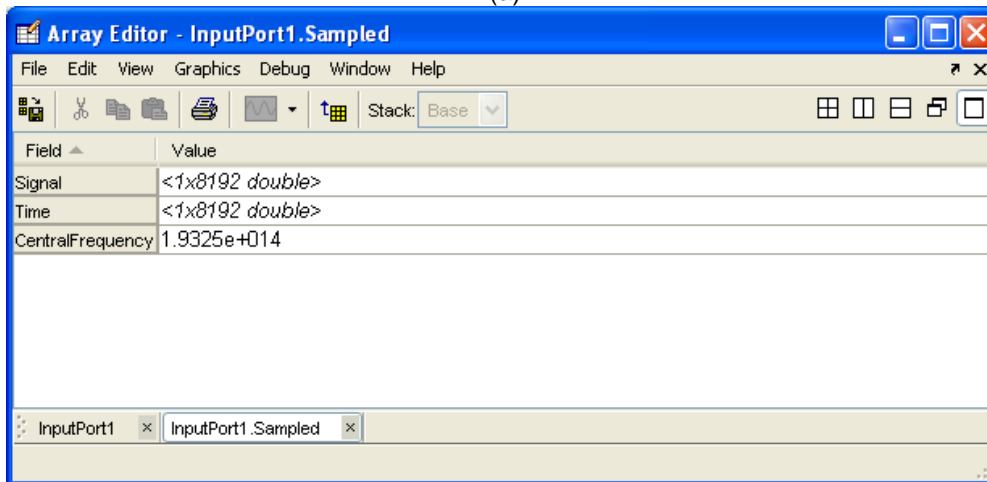 Array Editor - InputPort1.Sampled
File Edit View Graphics Debug Window Help
Stack: Base
Field Value
Signal <1x8192 double>
Time <1x8192 double>
CentralFrequency 1.9325e+014
InputPort1 InputPort1.Sampled